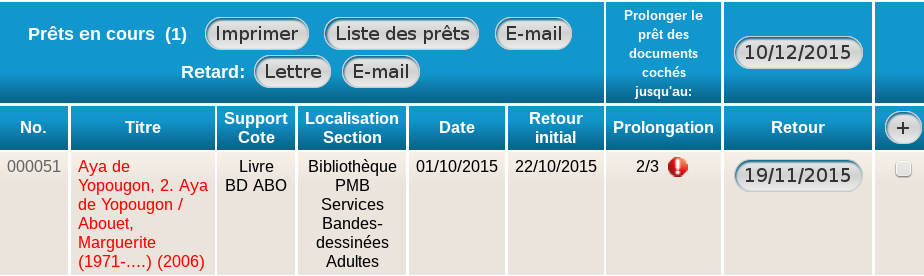 Prêts en cours (1) Imprimer Liste des prêts E-mail
Retard: Lettre E-mail
Prolonger le
prêt des
documents
cochés
jusqu'au:
10/12/2015
No.
Titre
Support
Cote
Localisation
Section
Date
Retour
initial
Prolongation
Retour
+
000051
Aya de
Yopougon, 2. Aya
de Yopougon /
Abouet,
Marguerite
(1971-....) (2006)
Livre
BD ABO
Bibliothèque
PMB
Services
Bandes-
dessinées
Adultes
01/10/2015
22/10/2015
2/3
19/11/2015